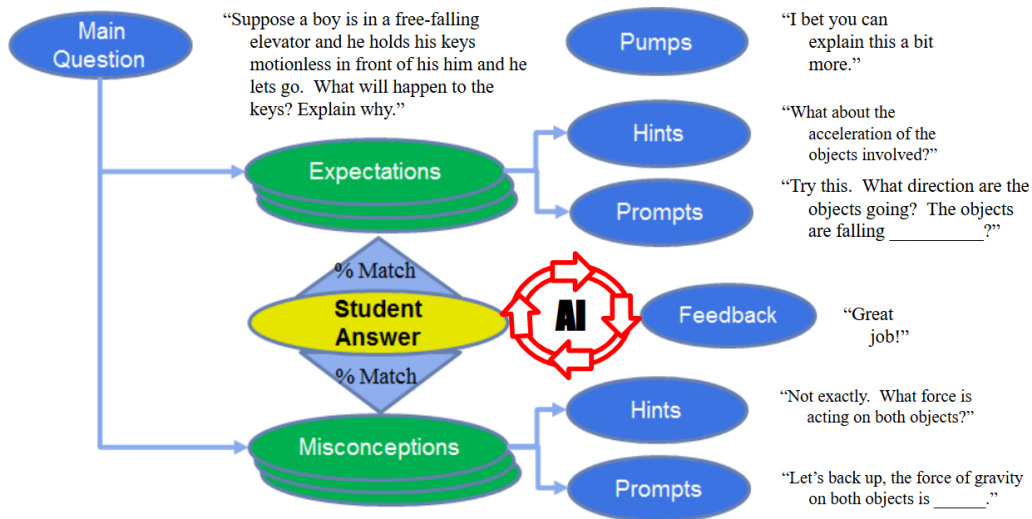 Main
Question
“Suppose a boy is in a free-falling
elevator and he holds his keys
motionless in front of his him and he
lets go. What will happen to the
keys? Explain why.”
Pumps
“I bet you can
explain this a bit
more.”
Hints
“What about the
acceleration of the
objects involved?”
Expectations
Prompts
“Try this. What direction are the
objects going? The objects
are falling __________?”
% Match
Student
Answer
AI
Feedback
“Great
job!”
% Match
Hints
“Not exactly. What force is
acting on both objects?”
Misconceptions
Prompts
“Let’s back up, the force of gravity
on both objects is ______.”